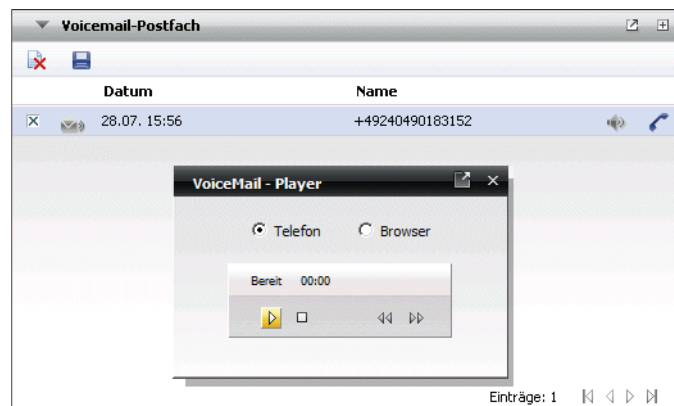 Voicemail-Postfach
Datum Name
28.07. 15:56 +49240490183152
VoiceMail - Player
Telefon Browser
Bereit 00:00
Einträge: 1